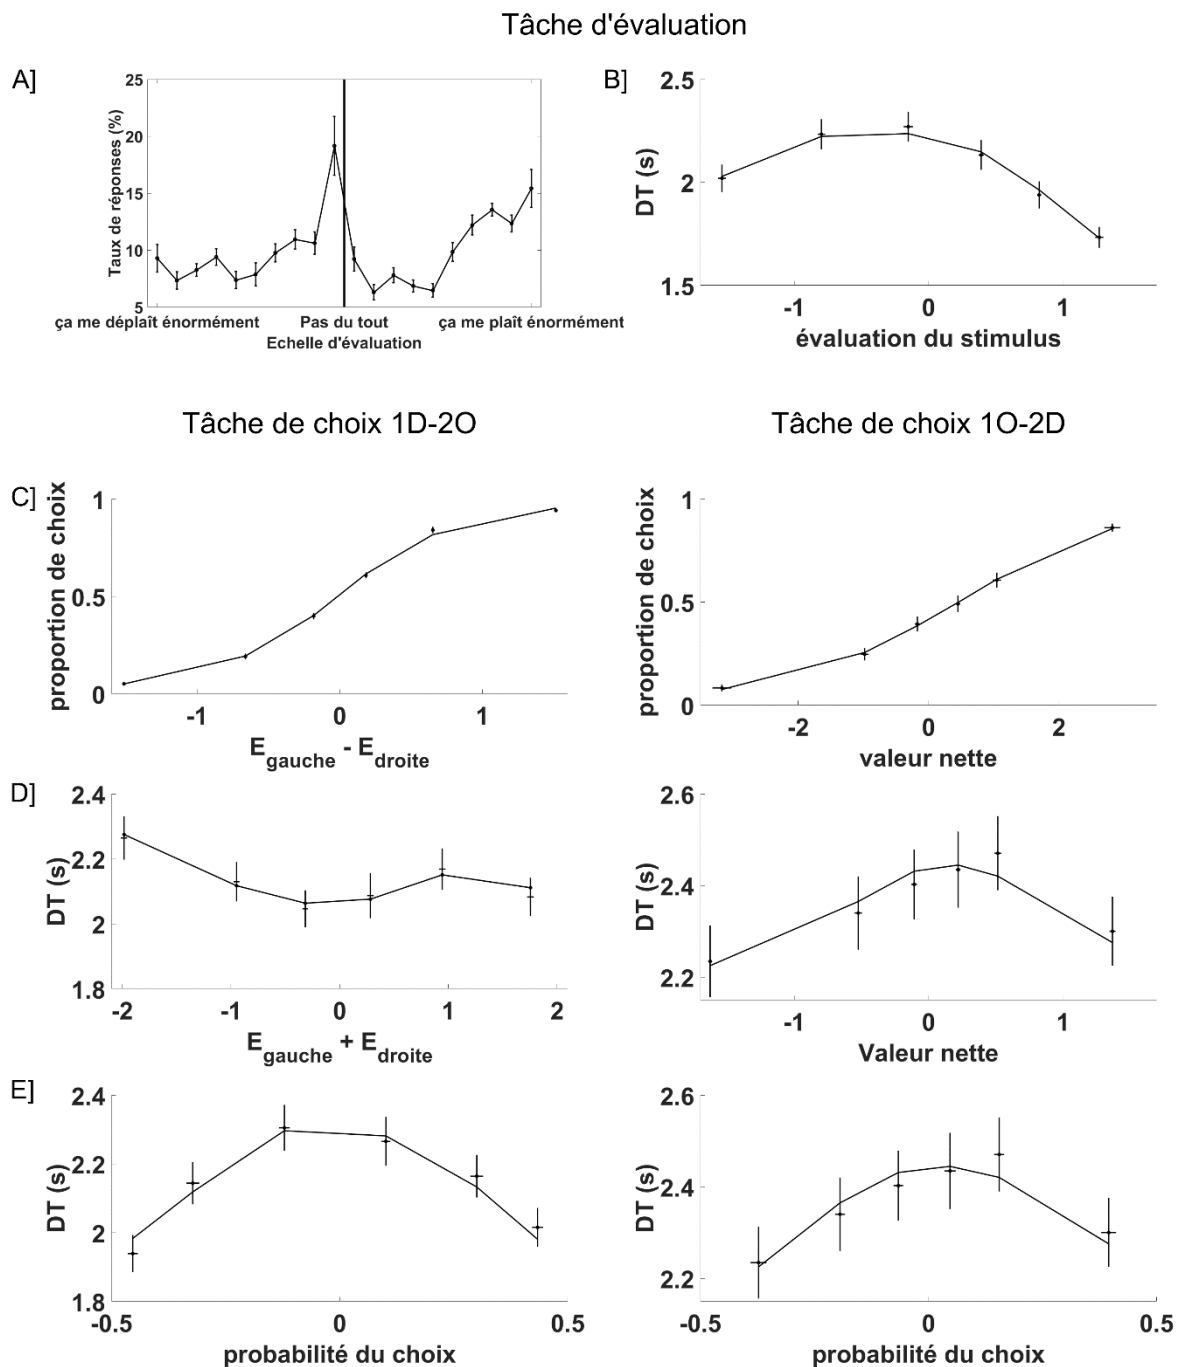 Tâche d'évaluation
A]
25
20
15
10
5
Taux de réponses (%)
ça me déplaît énormément Pas du tout ça me plaît énormément
Echelle d'évaluation
B]
2.5
2
1.5
DT (s)
-1 0 1
évaluation du stimulus
Tâche de choix 1D-2O
Tâche de choix 1O-2D
C]
1
0.5
0
proportion de choix
-1 0 1
E gauche - E droite
1
0.5
0
proportion de choix
-2 0 2
valeur nette
D]
2.4
2.2
2
1.8
DT (s)
-2 -1 0 1 2
E gauche + E droite
2.6
2.4
2.2
DT (s)
-1 0 1
Valeur nette
E]
2.4
2.2
2
1.8
DT (s)
-0.5 0 0.5
probabilité du choix
2.6
2.4
2.2
DT (s)
-0.5 0 0.5
probabilité du choix